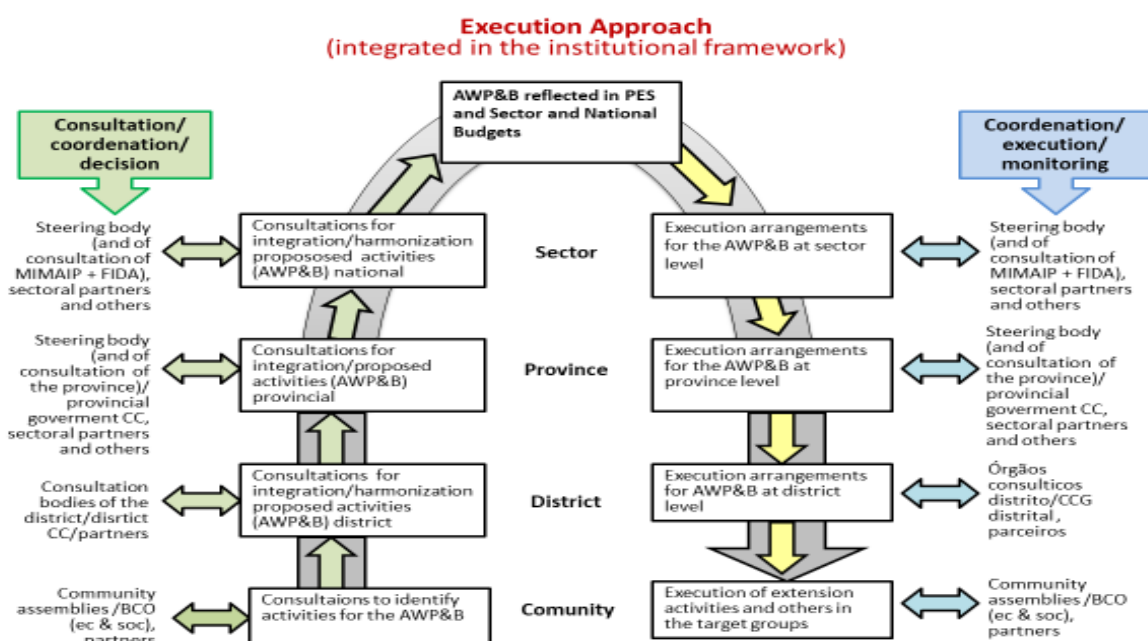 Execution Approach
(integrated in the institutional framework)
AWP&B reflected in PES
and Sector and National
Budgets
Consultation/
coordenation/
decision
Coordenation/
execution/
monitoring
Steering body
(and of
consultation of
MIMAIP + FIDA),
sectoral partners
and others
Consultations for
integration/harmonization
propososed activities
(AWP&B) national
Sector
Execution arrangements
for the AWP&B at sector
level
Steering body
(and of
consultation of
MIMAIP + FIDA),
sectoral partners
and others
Steering body
(and of
consultation of
the province)/
provincial
goverment CC,
sectoral partners
and others
Consultations for
integration/proposed
activities (AWP&B)
provincial
Province
Execution arrangements
for the AWP&B at
province level
Steering body
(and of
consultation of
the province)/
provincial
goverment CC,
sectoral partners
and others
Consultation
bodies of the
district/disrtict
CC/partners
Consultations for
integration/harmonization
proposed activities
(AWP&B) district
District
Execution arrangements
for AWP&B at district
level
Órgãos
consulticos
distrito/CCG
distrital ,
parceiros
Community
assemblies /BCO
(ec & soc),
partners
Consultaions to identify
activities for the AWP&B
Comunity
Execution of extension
activities and others in
the target groups
Community
assemblies /BCO
(ec & soc),
partners